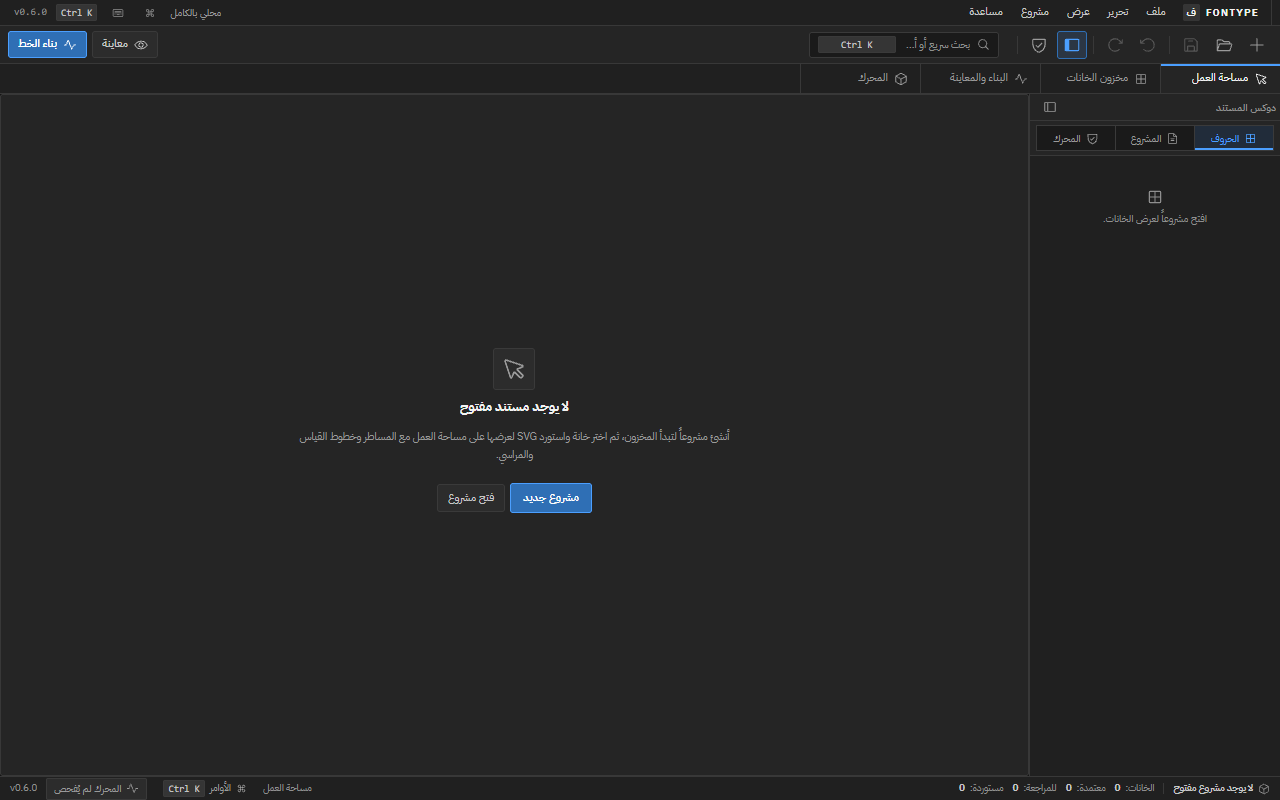 FONTYPE ف ملف تحرير عرض مشروع مساعدة محلي بالكامل Ctrl K v0.6.0
بحث سريع أو أ... Ctrl K معاينة بناء الخط
مساحة العمل مخزون الخانات البناء والمعاينة المحرك
دوكس المستند
الحروف المشروع المحرك
افتح مشروعاً لعرض الخانات.
لا يوجد مستند مفتوح
أنشئ مشروعاً لتبدأ المخزون، ثم اختر خانة واستورد SVG لعرضها على مساحة العمل مع المساطر وخطوط القياس
والمراسي.
مشروع جديد فتح مشروع
لا يوجد مشروع مفتوح الخانات: 0 معتمدة: 0 للمراجعة: 0 مستوردة: 0 مساحة العمل الأوامر Ctrl K المحرك لم يُفحص v0.6.0